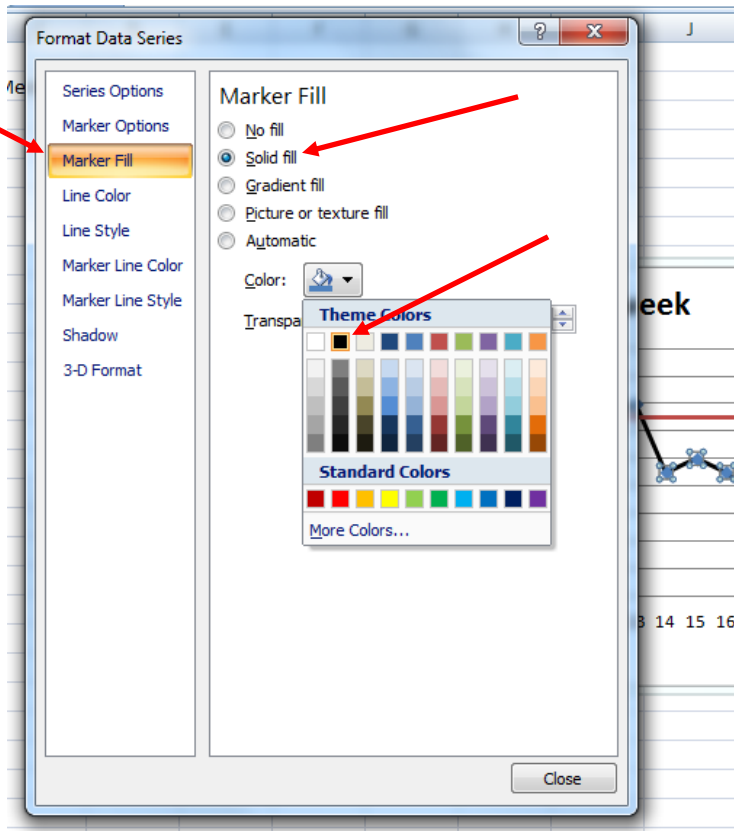 Format Data Series
?
X
J
Me
Series Options
Marker Options
Marker Fill
Line Color
Line Style
Marker Line Color
Marker Line Style
Shadow
3-D Format
Marker Fill
No fill
Solid fill
Gradient fill
Picture or texture fill
Automatic
Color:
Transpa
Theme Colors
Standard Colors
More Colors...
Close
eek
3 14 15 16